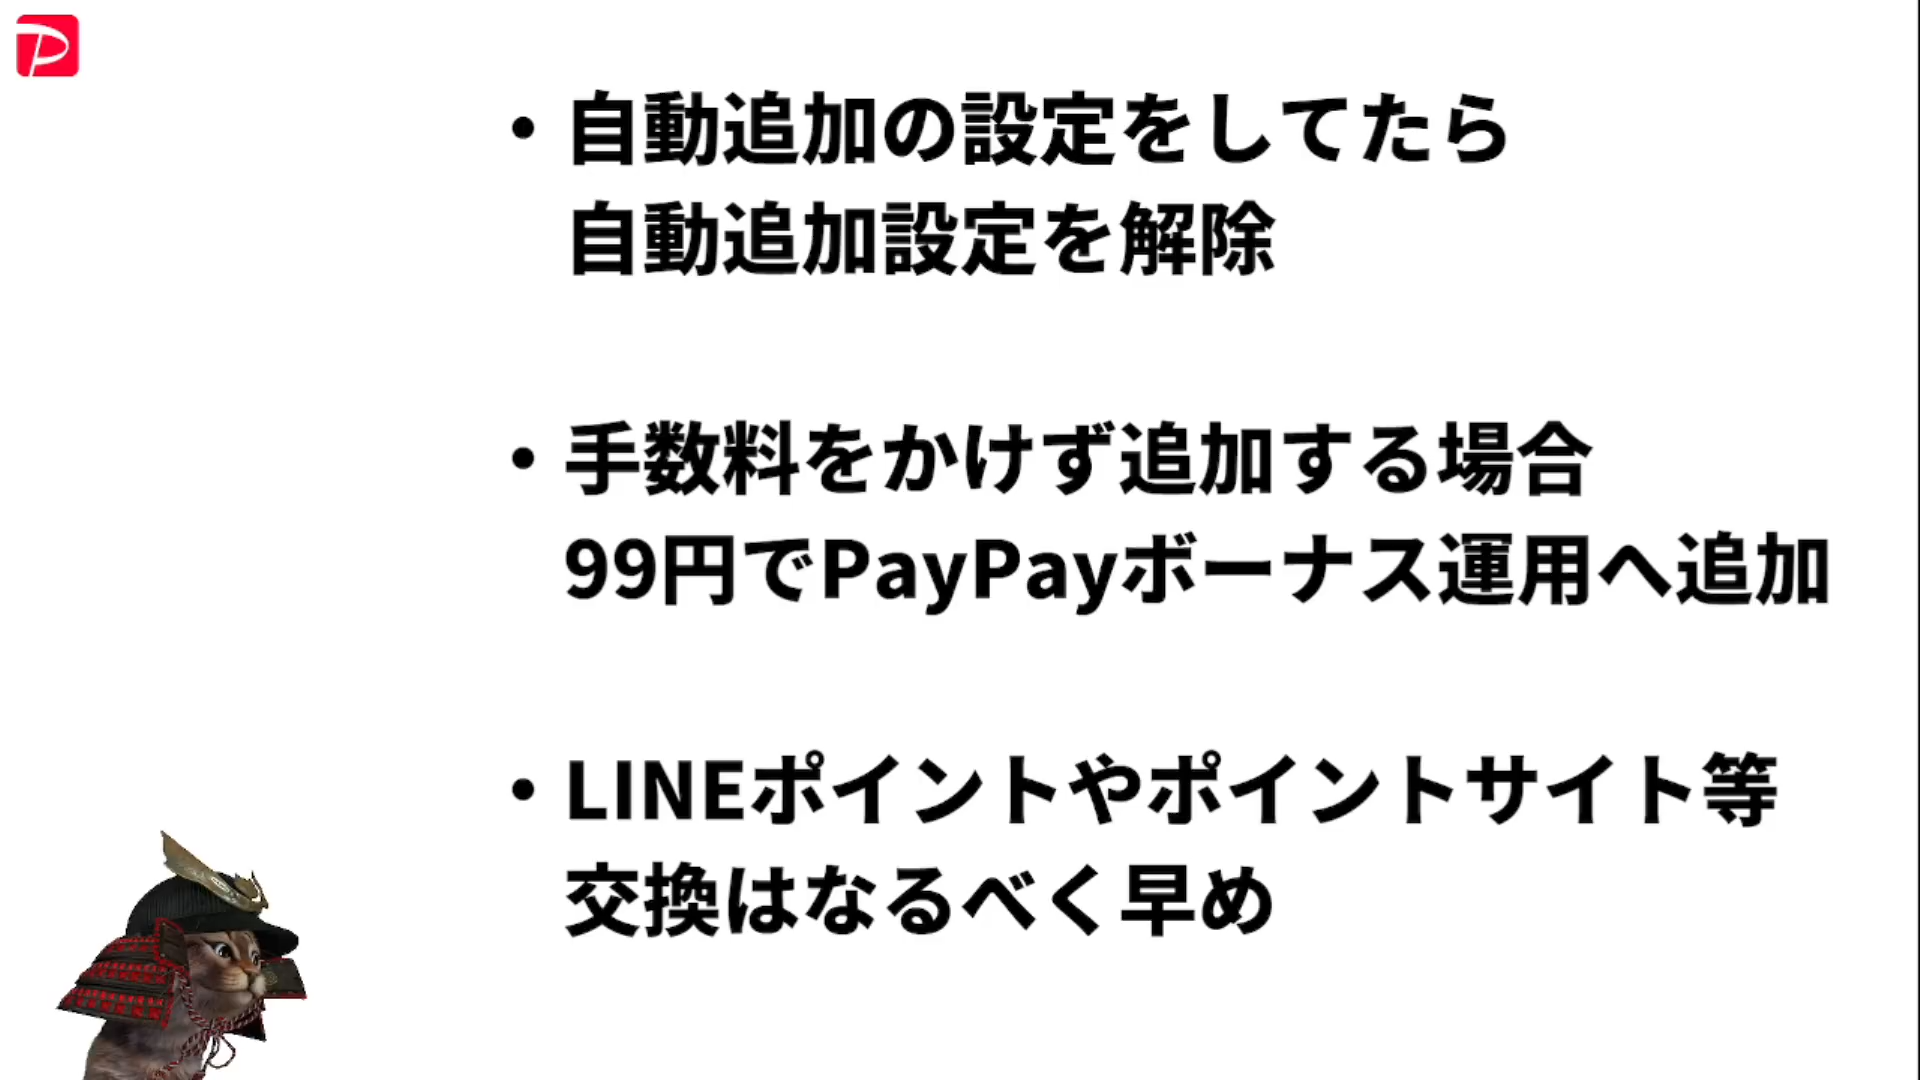 ・自動追加の設定をしてたら
自動追加設定を解除
・手数料をかけず追加する場合
99円でPayPayボーナス運用へ追加
・LINEポイントやポイントサイト等
交換はなるべく早め